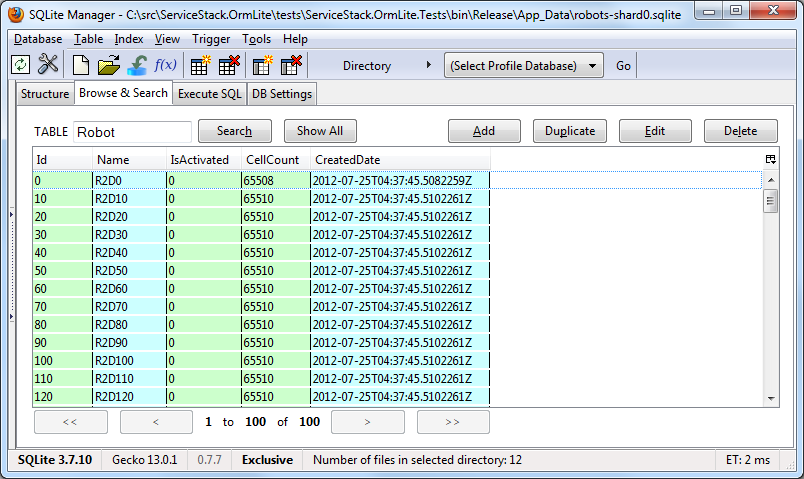 SQLite Manager - C:\src\ServiceStack.OrmLite\tests\ServiceStack.OrmLite.Tests\bin\Release\App_Data\robots-shard0.sqlite
Database Table Index View Trigger Tools Help
f(x) Directory (Select Profile Database) Go
Structure Browse & Search Execute SQL DB Settings
TABLE Robot Search Show All Add Duplicate Edit Delete
Id Name IsActivated CellCount CreatedDate
0 R2D0 0 65508 2012-07-25T04:37:45.5082259Z
10 R2D10 0 65510 2012-07-25T04:37:45.5102261Z
20 R2D20 0 65510 2012-07-25T04:37:45.5102261Z
30 R2D30 0 65510 2012-07-25T04:37:45.5102261Z
40 R2D40 0 65510 2012-07-25T04:37:45.5102261Z
50 R2D50 0 65510 2012-07-25T04:37:45.5102261Z
60 R2D60 0 65510 2012-07-25T04:37:45.5102261Z
70 R2D70 0 65510 2012-07-25T04:37:45.5102261Z
80 R2D80 0 65510 2012-07-25T04:37:45.5102261Z
90 R2D90 0 65510 2012-07-25T04:37:45.5102261Z
100 R2D100 0 65510 2012-07-25T04:37:45.5102261Z
110 R2D110 0 65510 2012-07-25T04:37:45.5102261Z
120 R2D120 0 65510 2012-07-25T04:37:45.5102261Z
<< < 1 to 100 of 100 > >>
SQLite 3.7.10 Gecko 13.0.1 0.7.7 Exclusive Number of files in selected directory: 12 ET: 2 ms